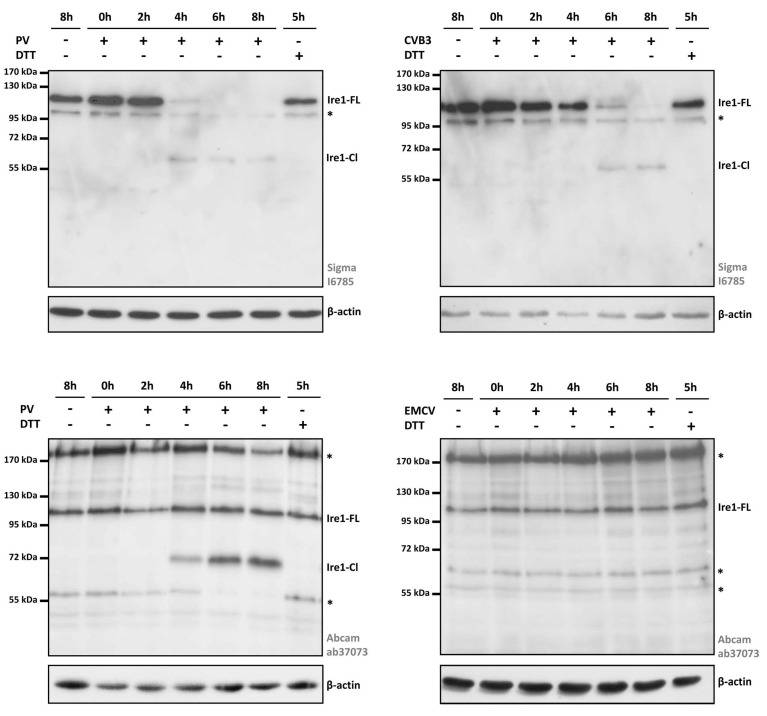 8h 0h 2h 4h 6h 8h 5h
PV - + + + + + -
DTT - - - - - - +
170 kDa
130 kDa
Ire1-FL
95 kDa
*
72 kDa
Ire1-Cl
55 kDa
Sigma
I6785
β-actin
8h 0h 2h 4h 6h 8h 5h
CVB3 - + + + + + -
DTT - - - - - - +
170 kDa
130 kDa
Ire1-FL
95 kDa
*
72 kDa
Ire1-Cl
55 kDa
Sigma
I6785
β-actin
8h 0h 2h 4h 6h 8h 5h
PV - + + + + + -
DTT - - - - - - +
*
170 kDa
130 kDa
Ire1-FL
95 kDa
72 kDa
Ire1-Cl
55 kDa
*
Abcam
ab37073
β-actin
8h 0h 2h 4h 6h 8h 5h
EMCV - + + + + + -
DTT - - - - - - +
*
170 kDa
130 kDa
Ire1-FL
95 kDa
72 kDa
*
55 kDa
*
Abcam
ab37073
β-actin